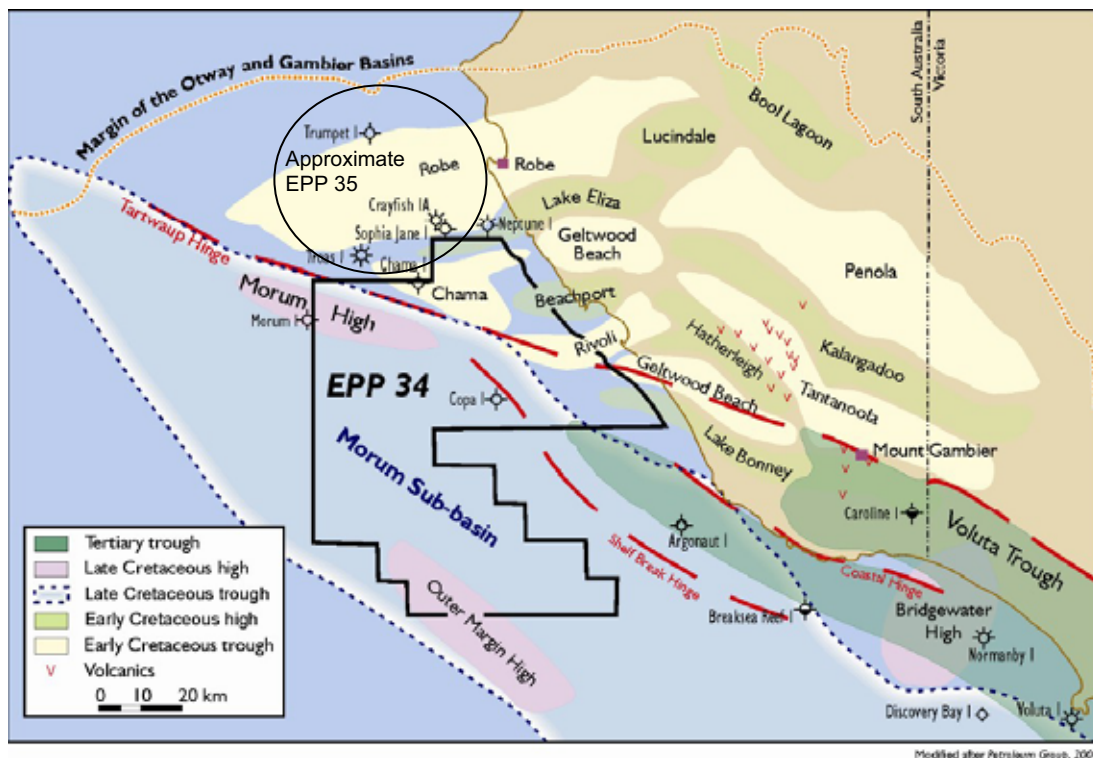 Margin of the Otway and Gambier Basins
South Australia
Victoria
Bool Lagoon
Lucindale
Trumpet 1
Approximate
EPP 35
Robe
Robe
Crayfish 1A
Lake Eliza
Sophia Jane 1
Neptune 1
Geltwood
Beach
Tartwaup Hinge
Chama 1
Penola
Chama
Beachport
Morum High
Morum 1
Rivoli
Hatherleigh
Kalangadoo
EPP 34
Geltwood Beach
Copa 1
Tantanoola
Lake Bonney
Mount Gambier
Morum Sub-basin
Caroline 1
Voluta Trough
Argonaut 1
Shelf Break Hinge
Coastal Hinge
Outer Margin High
Breaksea Reef 1
Bridgewater
High
Normanby 1
Discovery Bay 1
Voluta 1
Tertiary trough
Late Cretaceous high
Late Cretaceous trough
Early Cretaceous high
Early Cretaceous trough
v Volcanics
0 10 20 km
Modified after Petroleum Group, 200